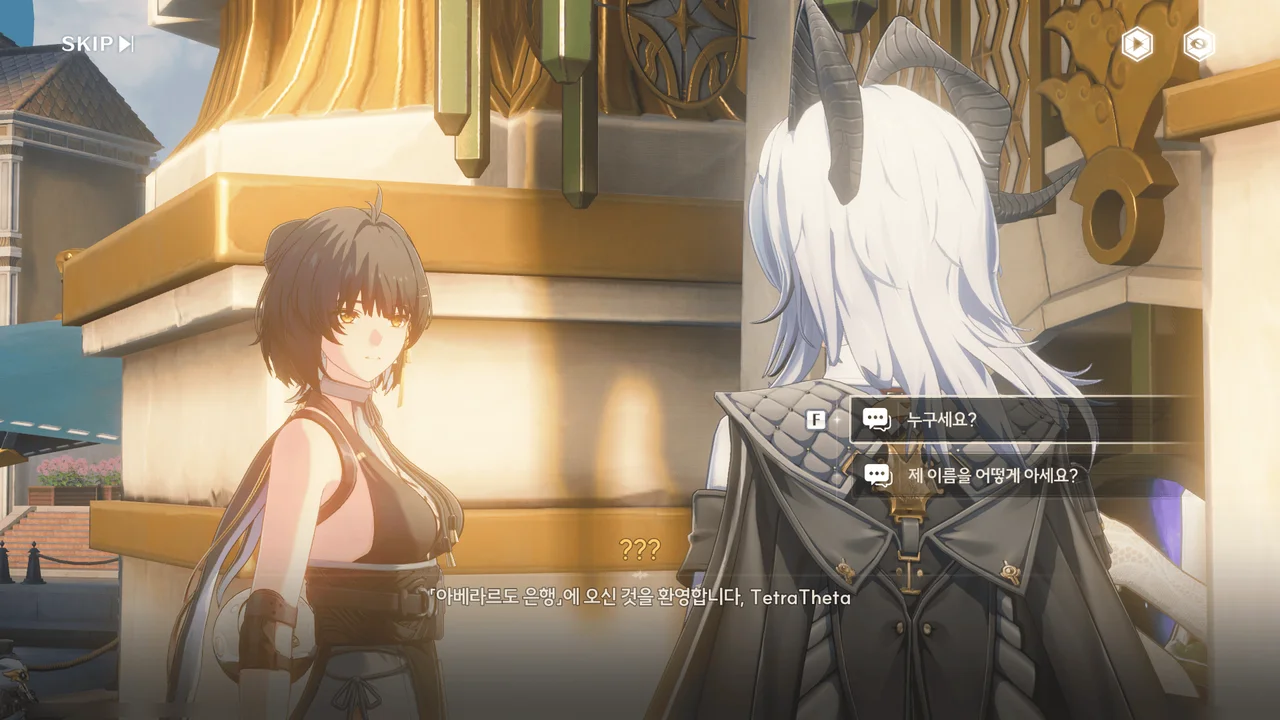 SKIP
F
누구세요?
제 이름을 어떻게 아세요?
???
「아베라르도 은행」에 오신 것을 환영합니다, TetraTheta